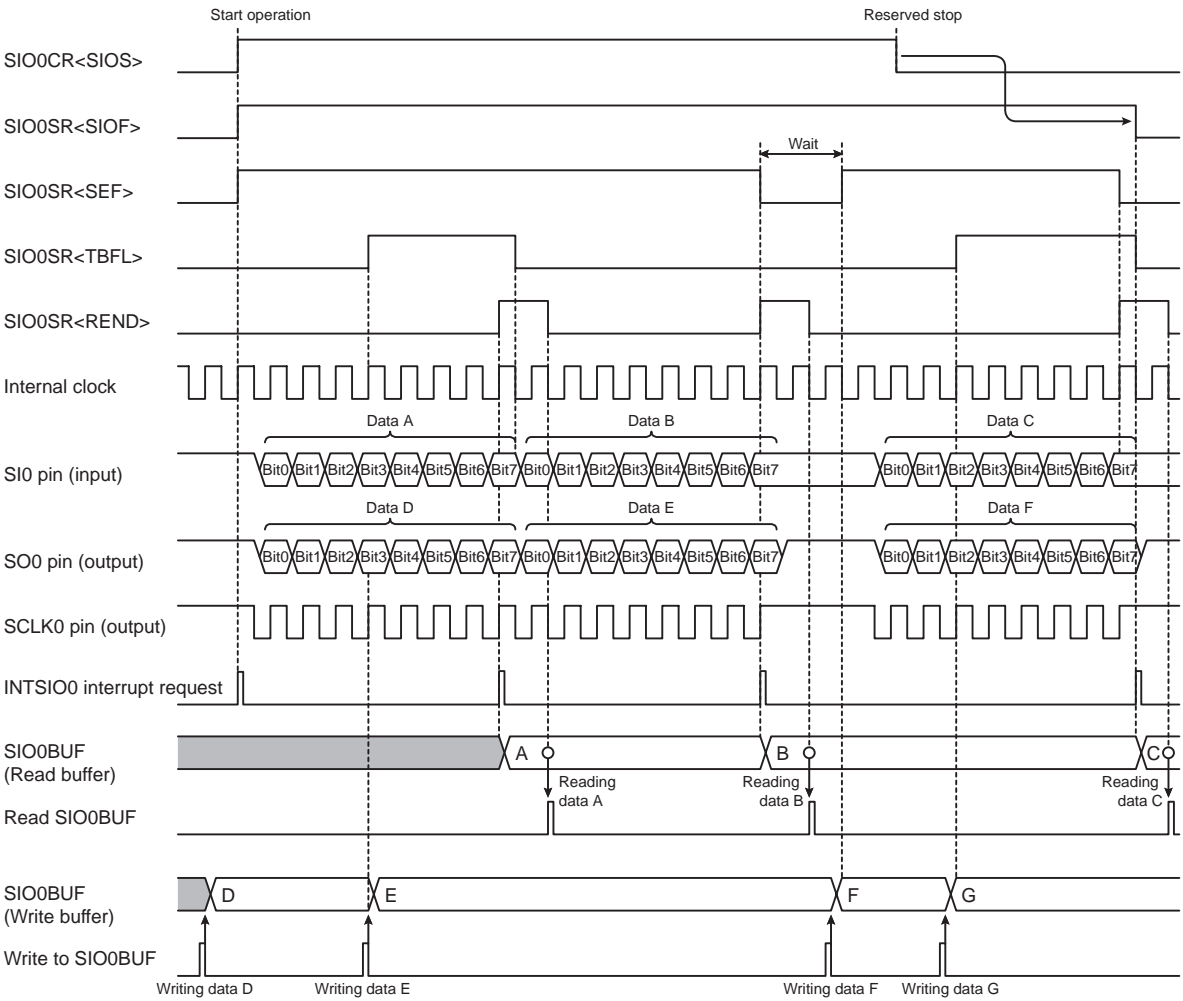 Start operation
Reserved stop
SIO0CR<SIOS>
SIO0SR<SIOF>
Wait
SIO0SR<SEF>
SIO0SR<TBFL>
SIO0SR<REND>
Internal clock
Data A
Data B
Data C
SI0 pin (input)
Bit0 Bit1 Bit2 Bit3 Bit4 Bit5 Bit6 Bit7 Bit0 Bit1 Bit2 Bit3 Bit4 Bit5 Bit6 Bit7 Bit0 Bit1 Bit2 Bit3 Bit4 Bit5 Bit6 Bit7
Data D
Data E
Data F
SO0 pin (output)
Bit0 Bit1 Bit2 Bit3 Bit4 Bit5 Bit6 Bit7 Bit0 Bit1 Bit2 Bit3 Bit4 Bit5 Bit6 Bit7 Bit0 Bit1 Bit2 Bit3 Bit4 Bit5 Bit6 Bit7
SCLK0 pin (output)
INTSIO0 interrupt request
SIO0BUF
(Read buffer)
A
B
C
Reading
data A
Reading
data B
Reading
data C
Read SIO0BUF
SIO0BUF
(Write buffer)
D
E
F
G
Write to SIO0BUF
Writing data D
Writing data E
Writing data F
Writing data G